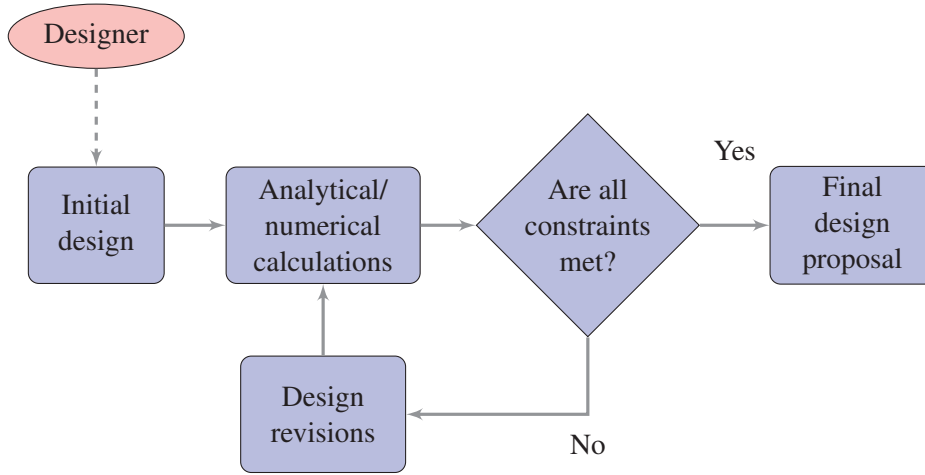 Designer
Initial
design
Analytical/
numerical
calculations
Are all
constraints
met?
Yes
Final
design
proposal
Design
revisions
No